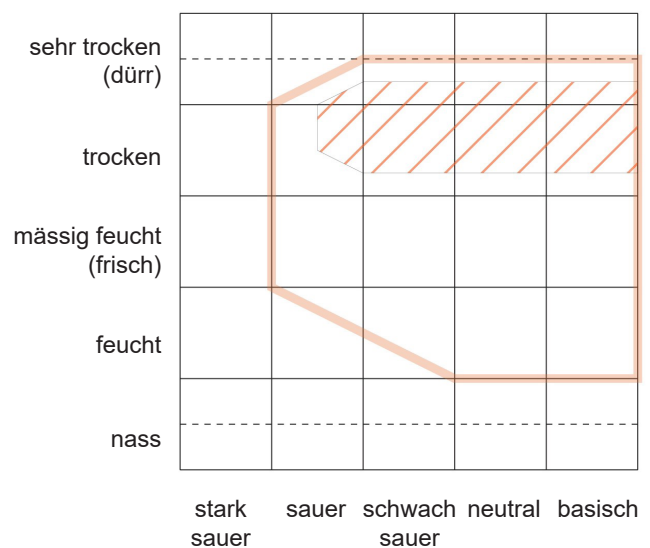 sehr trocken
(dürr)
trocken
mässig feucht
(frisch)
feucht
nass
stark sauer schwach neutral basisch
sauer sauer